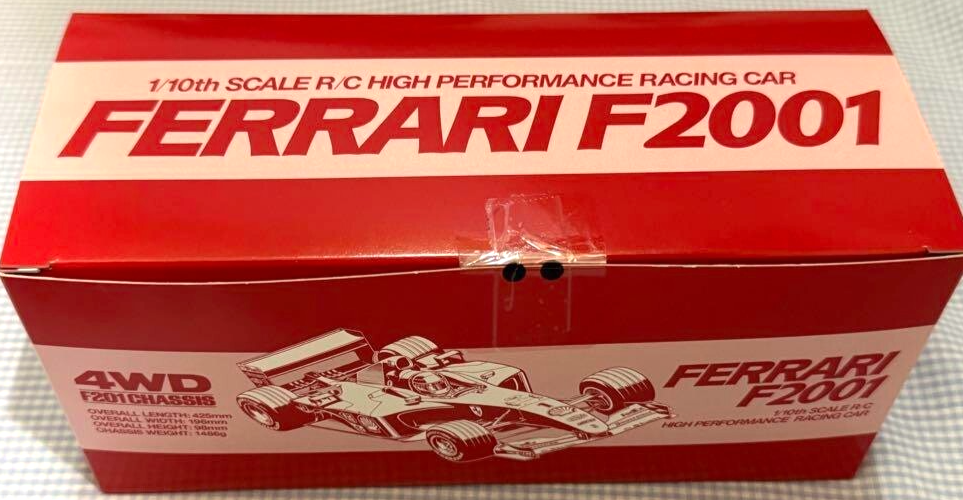 1/10th SCALE R/C HIGH PERFORMANCE RACING CAR
FERRARI F2001
4WD
F201 CHASSIS
OVERALL LENGTH: 425mm
OVERALL WIDTH: 198mm
OVERALL HEIGHT: 98mm
CHASSIS WEIGHT: 1486g
FERRARI
F2001
1/10th SCALE R/C
HIGH PERFORMANCE RACING CAR